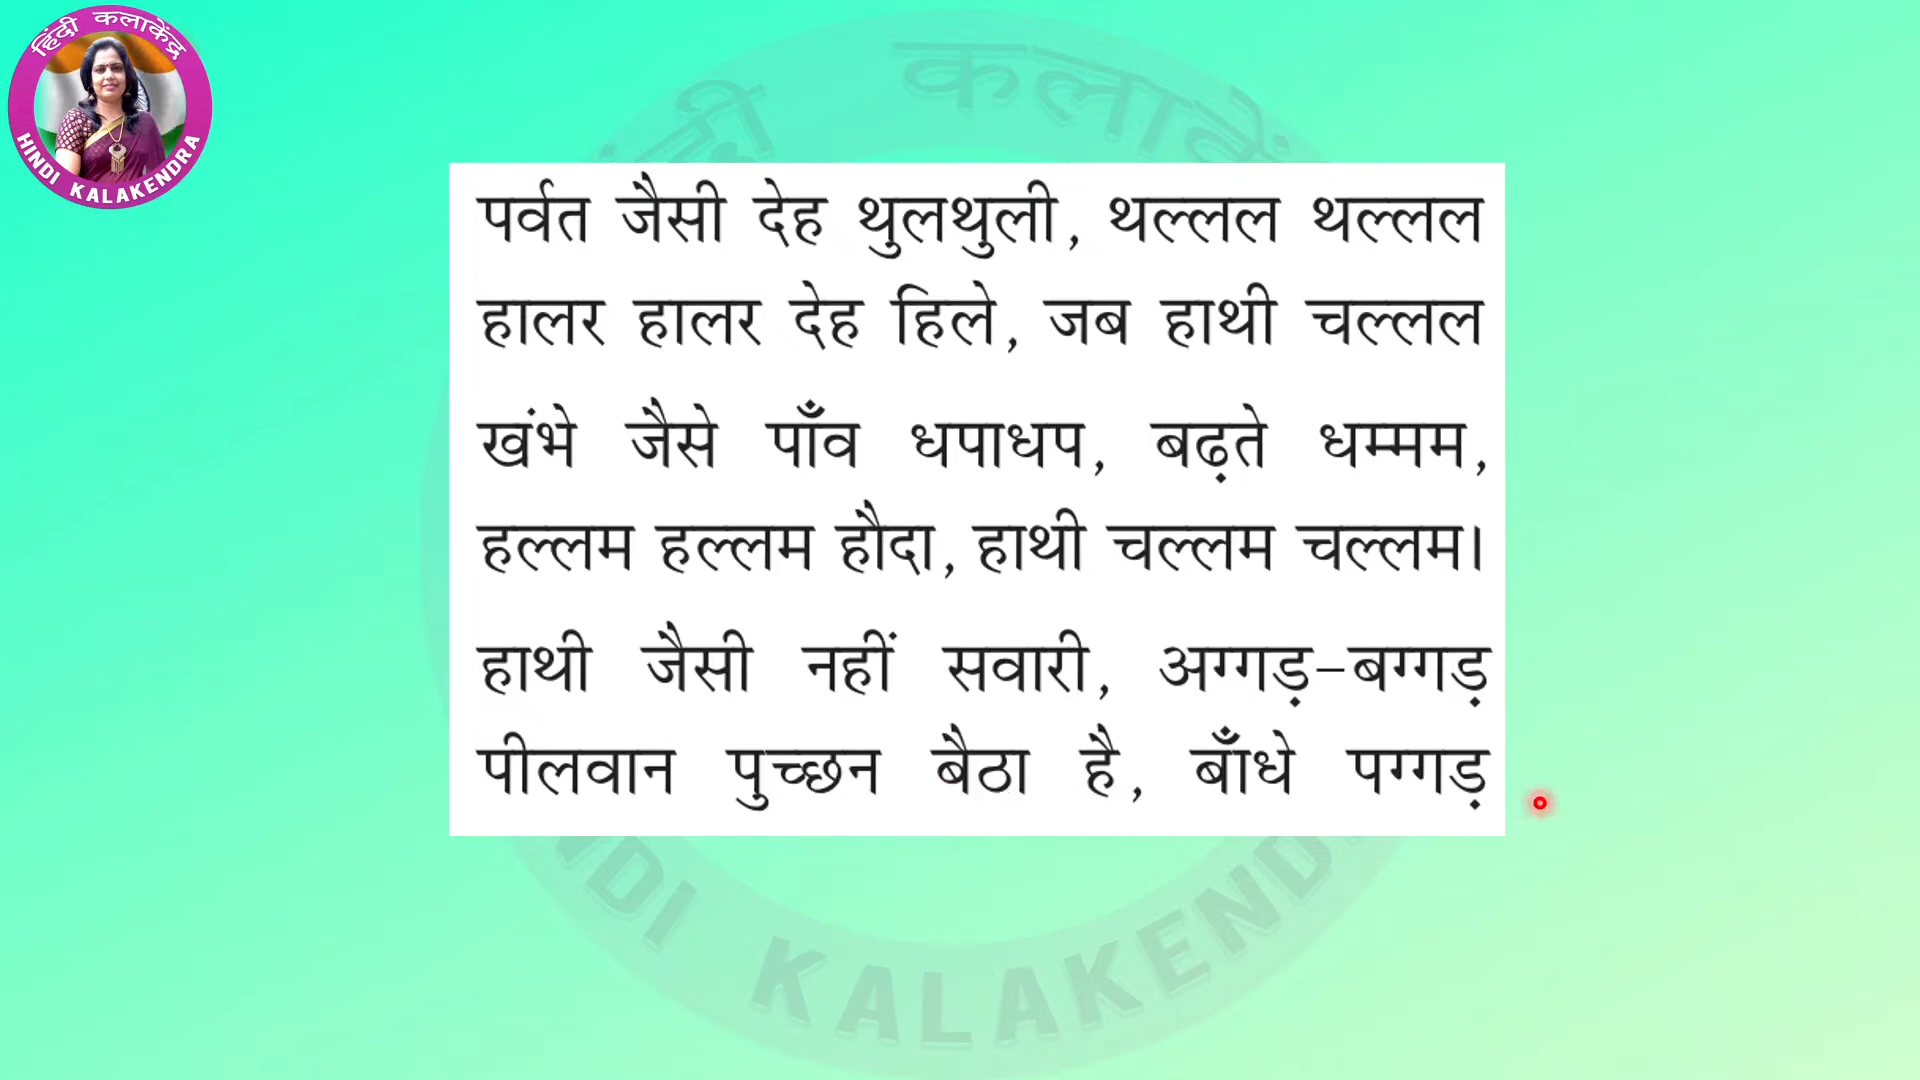 हिंदी कलाकेंद्र
HINDI KALAKENDRA
पर्वत जैसी देह थुलथुली, थल्लल थल्लल
हालर हालर देह हिले, जब हाथी चल्लल
खंभे जैसे पाँव धपाधप, बढ़ते धम्मम,
हल्लम हल्लम हौदा, हाथी चल्लम चल्लम।
हाथी जैसी नहीं सवारी, अग्गड़-बग्गड़
पीलवान पुच्छन बैठा है, बाँधे पग्गड़